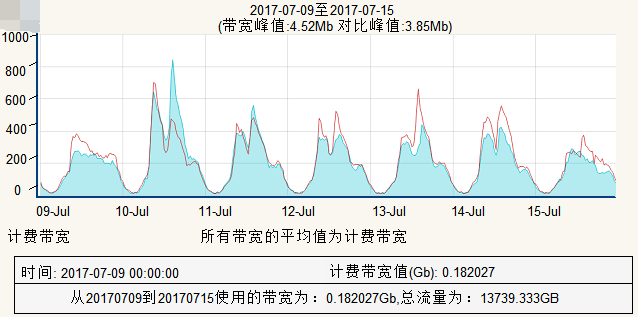 2017-07-09至2017-07-15
(带宽峰值:4.52Mb 对比峰值:3.85Mb)
1000
800
600
400
200
0
09-Jul 10-Jul 11-Jul 12-Jul 13-Jul 14-Jul 15-Jul
计费带宽 所有带宽的平均值为计费带宽
时间: 2017-07-09 00:00:00 计费带宽值(Gb): 0.182027
从20170709到20170715使用的带宽为：0.182027Gb,总流量为：13739.333GB